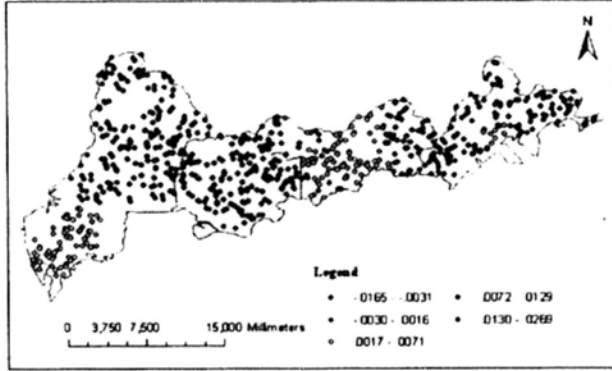 N
Legend
-.0165 - -.0031
.0072 .0129
-.0030 - .0016
.0130 - .0269
0 3,750 7,500 15,000 Millimeters
.0017 - .0071